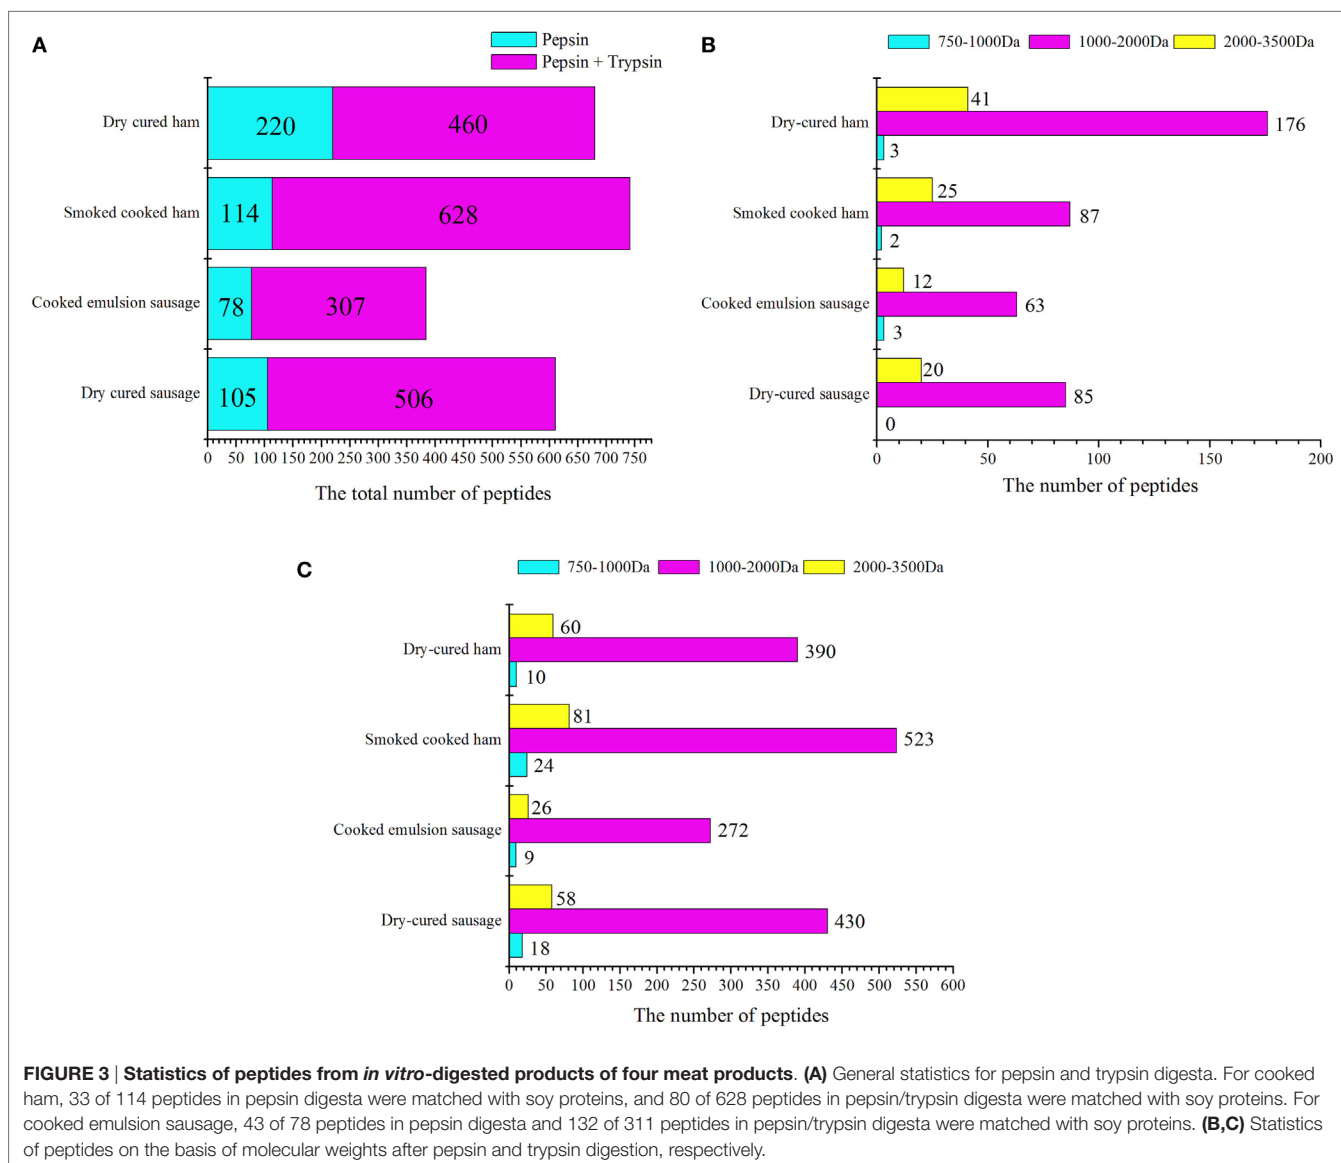 A
Pepsin
Pepsin + Trypsin
Dry cured ham
220
460
Smoked cooked ham
114
628
Cooked emulsion sausage
78
307
Dry cured sausage
105
506
0 50 100 150 200 250 300 350 400 450 500 550 600 650 700 750
The total number of peptides
B
750-1000Da 1000-2000Da 2000-3500Da
41
Dry-cured ham
176
3
25
Smoked cooked ham
87
2
12
Cooked emulsion sausage
63
3
20
Dry-cured sausage
85
0
0 50 100 150 200
The number of peptides
C
750-1000Da 1000-2000Da 2000-3500Da
60
Dry-cured ham
390
10
81
Smoked cooked ham
523
24
26
Cooked emulsion sausage
272
9
58
Dry-cured sausage
430
18
0 50 100 150 200 250 300 350 400 450 500 550 600
The number of peptides
FIGURE 3 | Statistics of peptides from in vitro-digested products of four meat products. (A) General statistics for pepsin and trypsin digesta. For cooked
ham, 33 of 114 peptides in pepsin digesta were matched with soy proteins, and 80 of 628 peptides in pepsin/trypsin digesta were matched with soy proteins. For
cooked emulsion sausage, 43 of 78 peptides in pepsin digesta and 132 of 311 peptides in pepsin/trypsin digesta were matched with soy proteins. (B,C) Statistics
of peptides on the basis of molecular weights after pepsin and trypsin digestion, respectively.